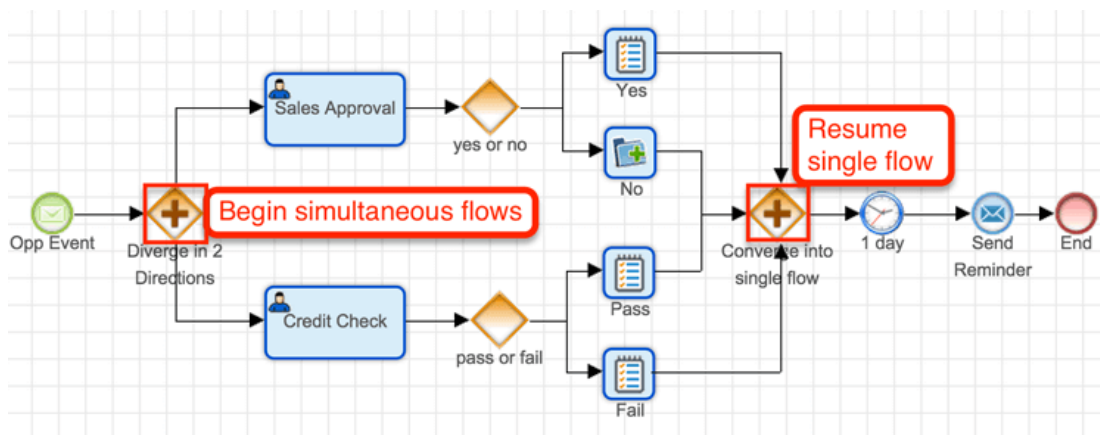 Yes
Sales Approval
yes or no
Resume
single flow
No
Begin simultaneous flows
Opp Event
Diverge in 2
Directions
Converge into
single flow
1 day
Send
Reminder
End
Pass
Credit Check
pass or fail
Fail